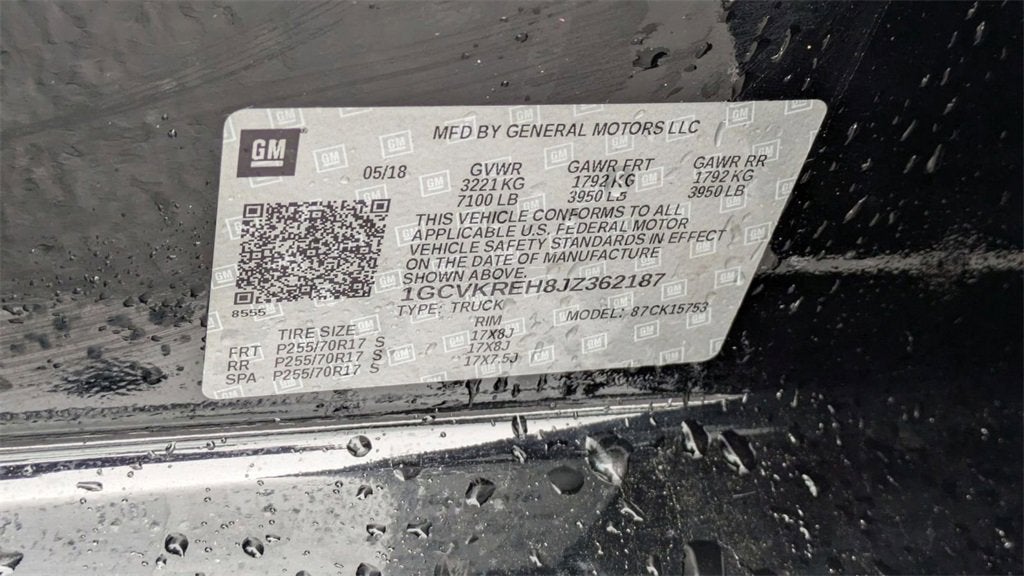 GM
MFD BY GENERAL MOTORS LLC
05/18
GVWR GAWR FRT GAWR RR
3221 KG 1792 KG 1792 KG
7100 LB 3950 LB 3950 LB
THIS VEHICLE CONFORMS TO ALL
APPLICABLE U.S. FEDERAL MOTOR
VEHICLE SAFETY STANDARDS IN EFFECT
ON THE DATE OF MANUFACTURE
SHOWN ABOVE.
1GCVKREH8JZ362187
8555
TYPE: TRUCK MODEL: 87CK15753
TIRE SIZE RIM
FRT P255/70R17 S 17X8J
RR P255/70R17 S 17X8J
SPA P255/70R17 S 17X7.5J